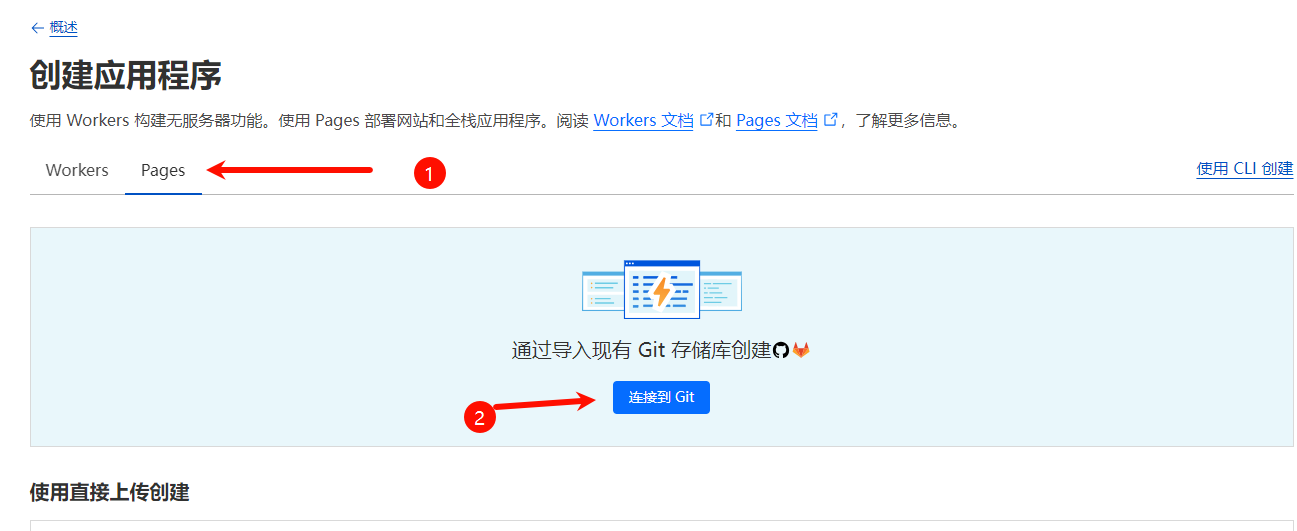 概述
创建应用程序
使用 Workers 构建无服务器功能。使用 Pages 部署网站和全栈应用程序。阅读 Workers 文档 和 Pages 文档 ，了解更多信息。
Workers Pages 1 使用 CLI 创建
通过导入现有 Git 存储库创建
2 连接到 Git
使用直接上传创建